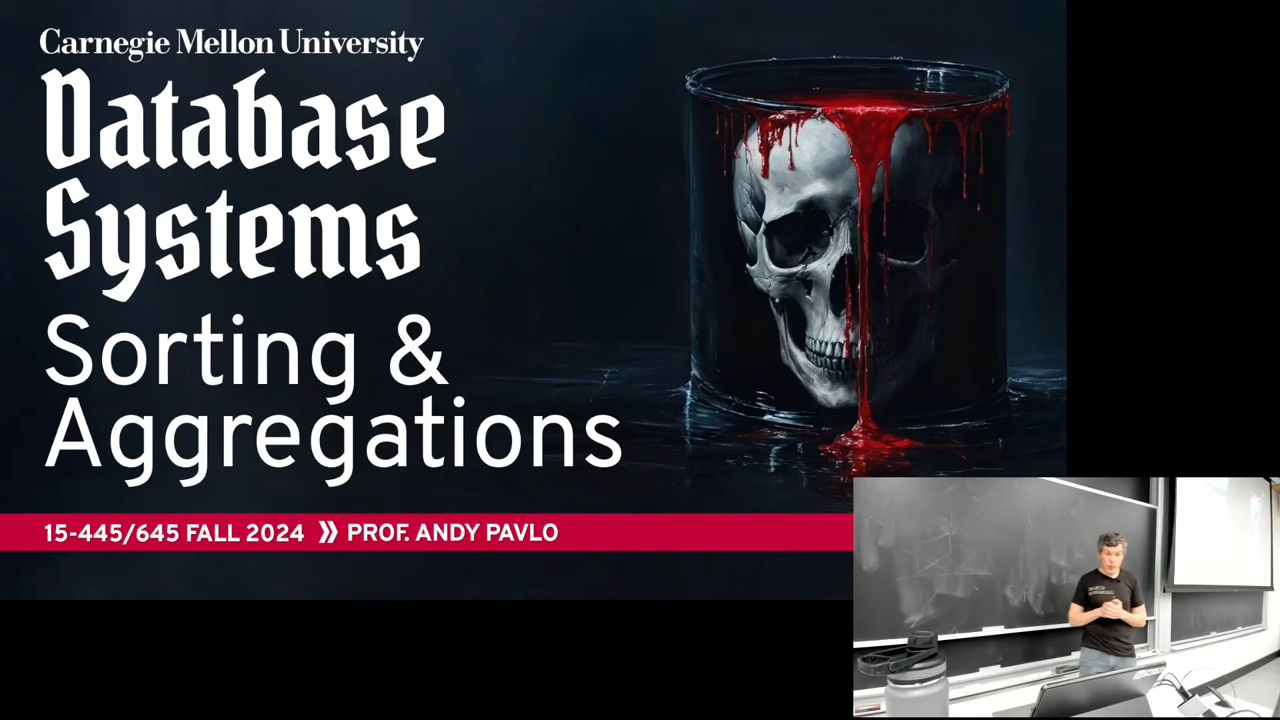 Carnegie Mellon University
Database
Systems
Sorting &
Aggregations
15-445/645 FALL 2024 » PROF. ANDY PAVLO